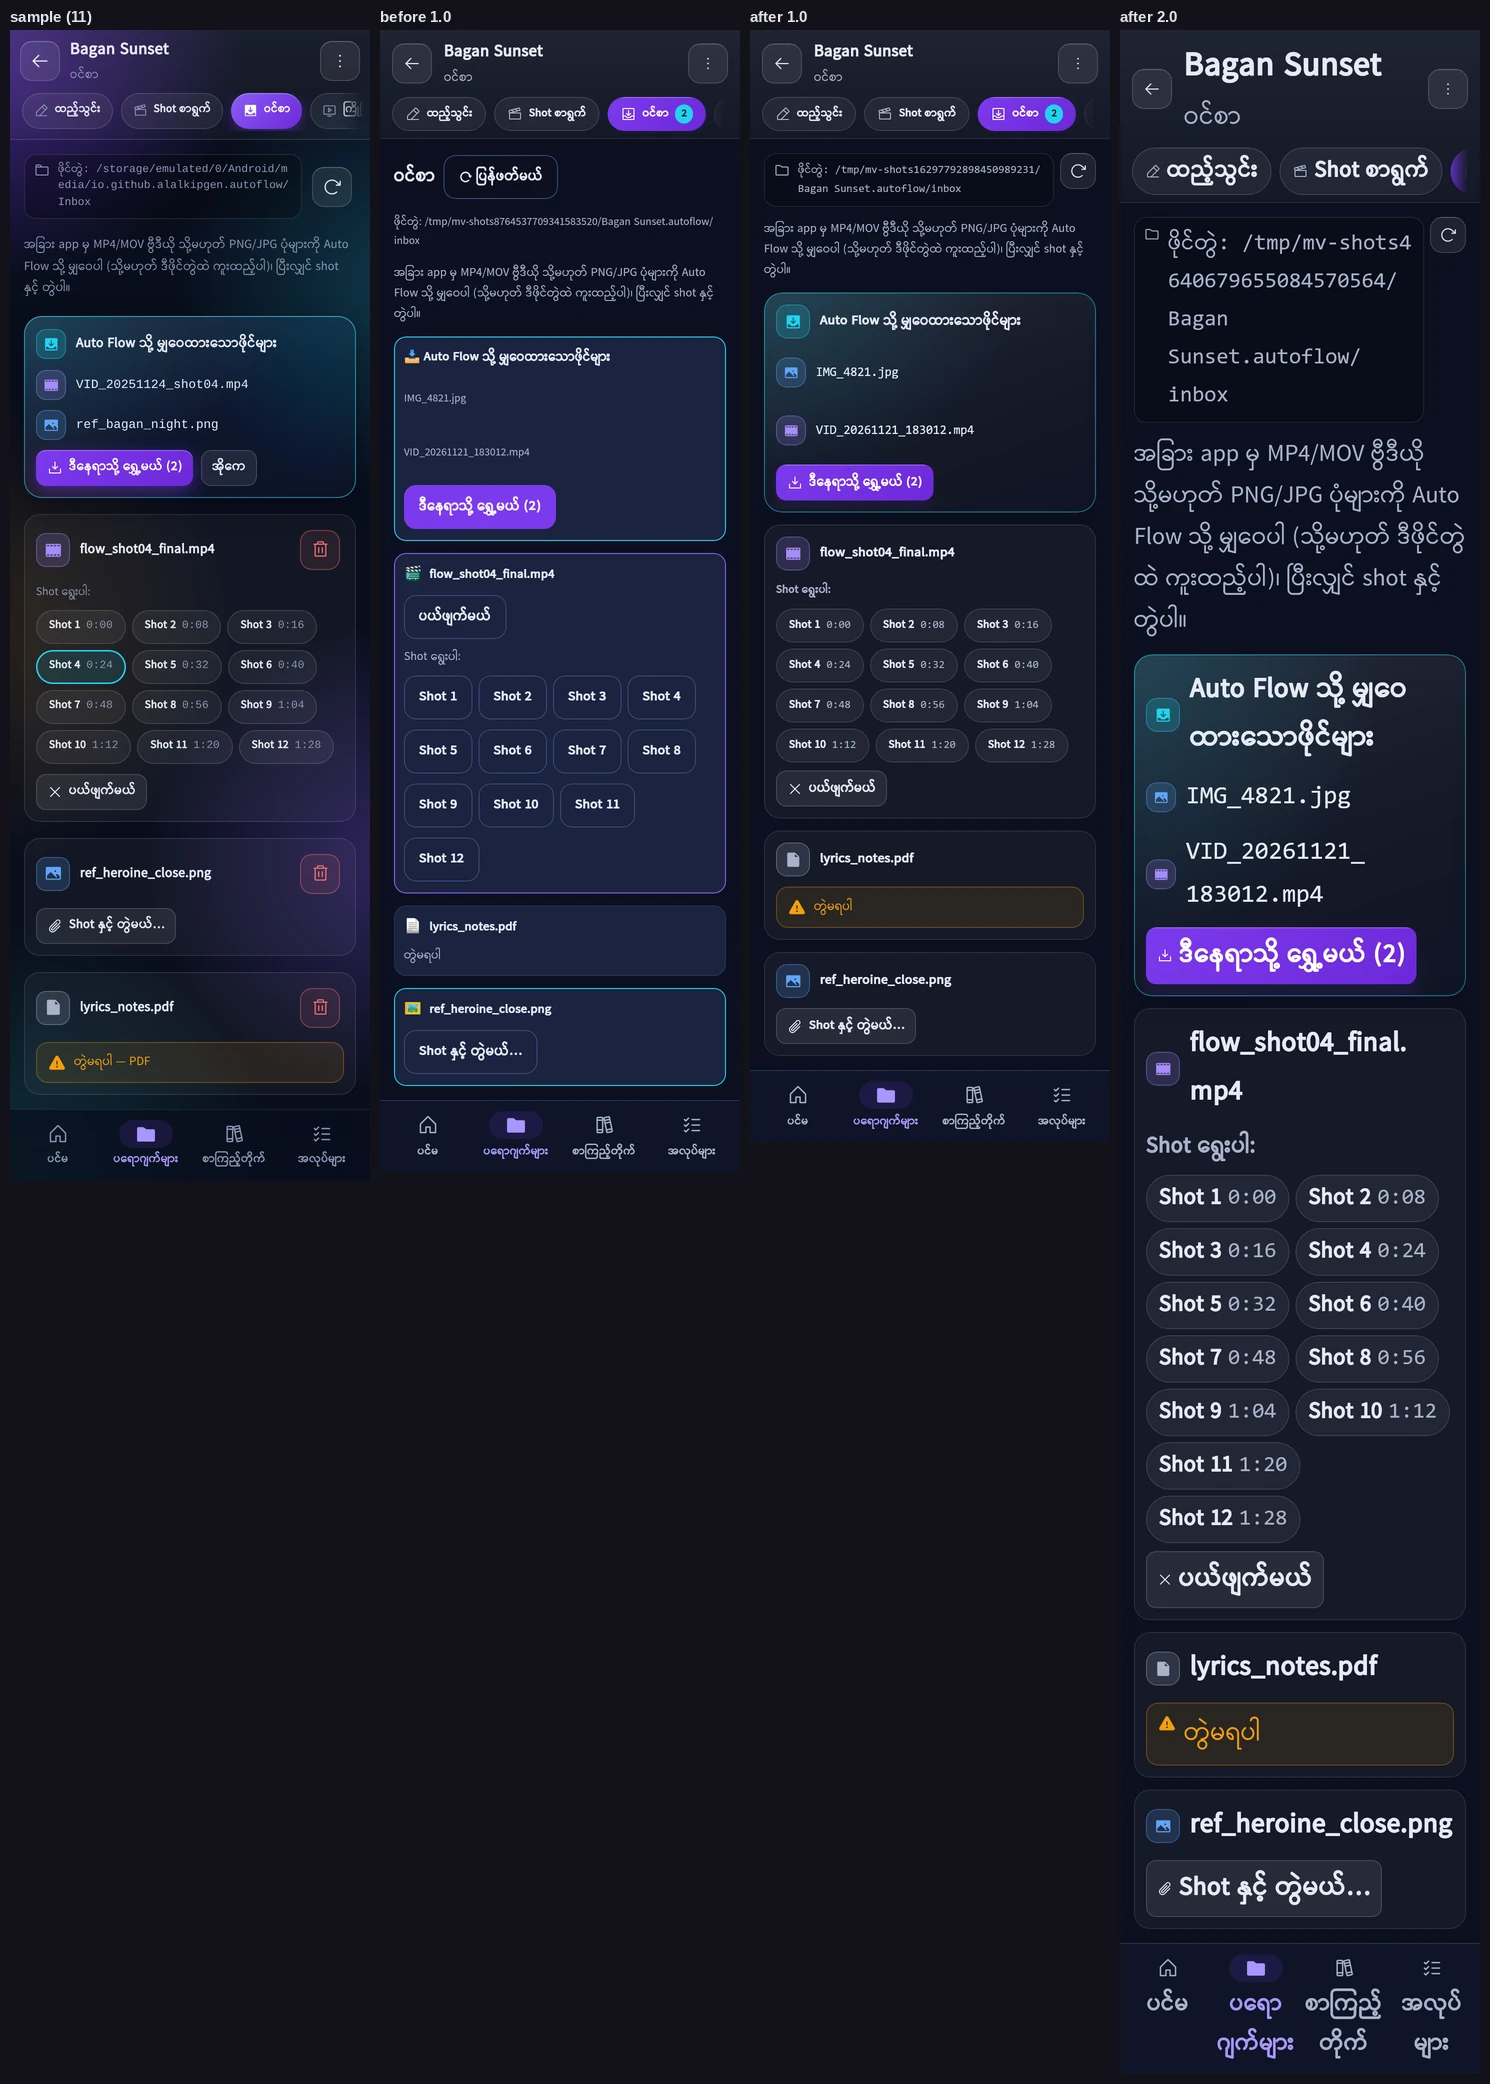 sample (11)
Bagan Sunset
ဝင်စာ
ထည့်သွင်း
Shot စာရွက်
ဝင်စာ
ဖိုင်တွဲ: /storage/emulated/0/Android/m
edia/io.github.alalkipgen.autoflow/
Inbox
အခြား app မှ MP4/MOV ဗွီဒီယို သို့မဟုတ် PNG/JPG ပုံများကို Auto
Flow သို့ မျှဝေပါ (သို့မဟုတ် ဒီဖိုင်တွဲထဲ ကူးထည့်ပါ)၊ ပြီးလျှင် shot
နှင့် တွဲပါ။
Auto Flow သို့ မျှဝေထားသောဖိုင်များ
VID_20251124_shot04.mp4
ref_bagan_night.png
ဒီနေရာသို့ ရွှေ့မယ် (2)
အိုကေ
flow_shot04_final.mp4
Shot ရွေးပါ:
Shot 1 0:00
Shot 2 0:08
Shot 3 0:16
Shot 4 0:24
Shot 5 0:32
Shot 6 0:40
Shot 7 0:48
Shot 8 0:56
Shot 9 1:04
Shot 10 1:12
Shot 11 1:20
Shot 12 1:28
ပယ်ဖျက်မယ်
ref_heroine_close.png
Shot နှင့် တွဲမယ်...
lyrics_notes.pdf
တွဲမရပါ — PDF
ပင်မ
ပရောဂျက်များ
စာကြည့်တိုက်
အလုပ်များ
before 1.0
Bagan Sunset
ဝင်စာ
ထည့်သွင်း
Shot စာရွက်
ဝင်စာ 2
ဝင်စာ
ပြန်ဖတ်မယ်
ဖိုင်တွဲ: /tmp/mv-shots8764537709341583520/Bagan Sunset.autoflow/
inbox
အခြား app မှ MP4/MOV ဗွီဒီယို သို့မဟုတ် PNG/JPG ပုံများကို Auto
Flow သို့ မျှဝေပါ (သို့မဟုတ် ဒီဖိုင်တွဲထဲ ကူးထည့်ပါ)၊ ပြီးလျှင် shot နှင့်
တွဲပါ။
Auto Flow သို့ မျှဝေထားသောဖိုင်များ
IMG_4821.jpg
VID_20261121_183012.mp4
ဒီနေရာသို့ ရွှေ့မယ် (2)
flow_shot04_final.mp4
ပယ်ဖျက်မယ်
Shot ရွေးပါ:
Shot 1
Shot 2
Shot 3
Shot 4
Shot 5
Shot 6
Shot 7
Shot 8
Shot 9
Shot 10
Shot 11
Shot 12
lyrics_notes.pdf
တွဲမရပါ
ref_heroine_close.png
Shot နှင့် တွဲမယ်...
ပင်မ
ပရောဂျက်များ
စာကြည့်တိုက်
အလုပ်များ
after 1.0
Bagan Sunset
ဝင်စာ
ထည့်သွင်း
Shot စာရွက်
ဝင်စာ 2
ဖိုင်တွဲ: /tmp/mv-shots16297792898450989231/
Bagan Sunset.autoflow/inbox
အခြား app မှ MP4/MOV ဗွီဒီယို သို့မဟုတ် PNG/JPG ပုံများကို Auto
Flow သို့ မျှဝေပါ (သို့မဟုတ် ဒီဖိုင်တွဲထဲ ကူးထည့်ပါ)၊ ပြီးလျှင် shot နှင့်
တွဲပါ။
Auto Flow သို့ မျှဝေထားသောဖိုင်များ
IMG_4821.jpg
VID_20261121_183012.mp4
ဒီနေရာသို့ ရွှေ့မယ် (2)
flow_shot04_final.mp4
Shot ရွေးပါ:
Shot 1 0:00
Shot 2 0:08
Shot 3 0:16
Shot 4 0:24
Shot 5 0:32
Shot 6 0:40
Shot 7 0:48
Shot 8 0:56
Shot 9 1:04
Shot 10 1:12
Shot 11 1:20
Shot 12 1:28
ပယ်ဖျက်မယ်
lyrics_notes.pdf
တွဲမရပါ
ref_heroine_close.png
Shot နှင့် တွဲမယ်...
ပင်မ
ပရောဂျက်များ
စာကြည့်တိုက်
အလုပ်များ
after 2.0
Bagan Sunset
ဝင်စာ
ထည့်သွင်း
Shot စာရွက်
ဖိုင်တွဲ: /tmp/mv-shots4
640679655084570564/
Bagan
Sunset.autoflow/
inbox
အခြား app မှ MP4/MOV ဗွီဒီယို
သို့မဟုတ် PNG/JPG ပုံများကို Auto
Flow သို့ မျှဝေပါ (သို့မဟုတ် ဒီဖိုင်တွဲ
ထဲ ကူးထည့်ပါ)၊ ပြီးလျှင် shot နှင့်
တွဲပါ။
Auto Flow သို့ မျှဝေ
ထားသောဖိုင်များ
IMG_4821.jpg
VID_20261121_
183012.mp4
ဒီနေရာသို့ ရွှေ့မယ် (2)
flow_shot04_final.
mp4
Shot ရွေးပါ:
Shot 1 0:00
Shot 2 0:08
Shot 3 0:16
Shot 4 0:24
Shot 5 0:32
Shot 6 0:40
Shot 7 0:48
Shot 8 0:56
Shot 9 1:04
Shot 10 1:12
Shot 11 1:20
Shot 12 1:28
ပယ်ဖျက်မယ်
lyrics_notes.pdf
တွဲမရပါ
ref_heroine_close.png
Shot နှင့် တွဲမယ်...
ပင်မ
ပရော
ဂျက်များ
စာကြည့်
တိုက်
အလုပ်
များ